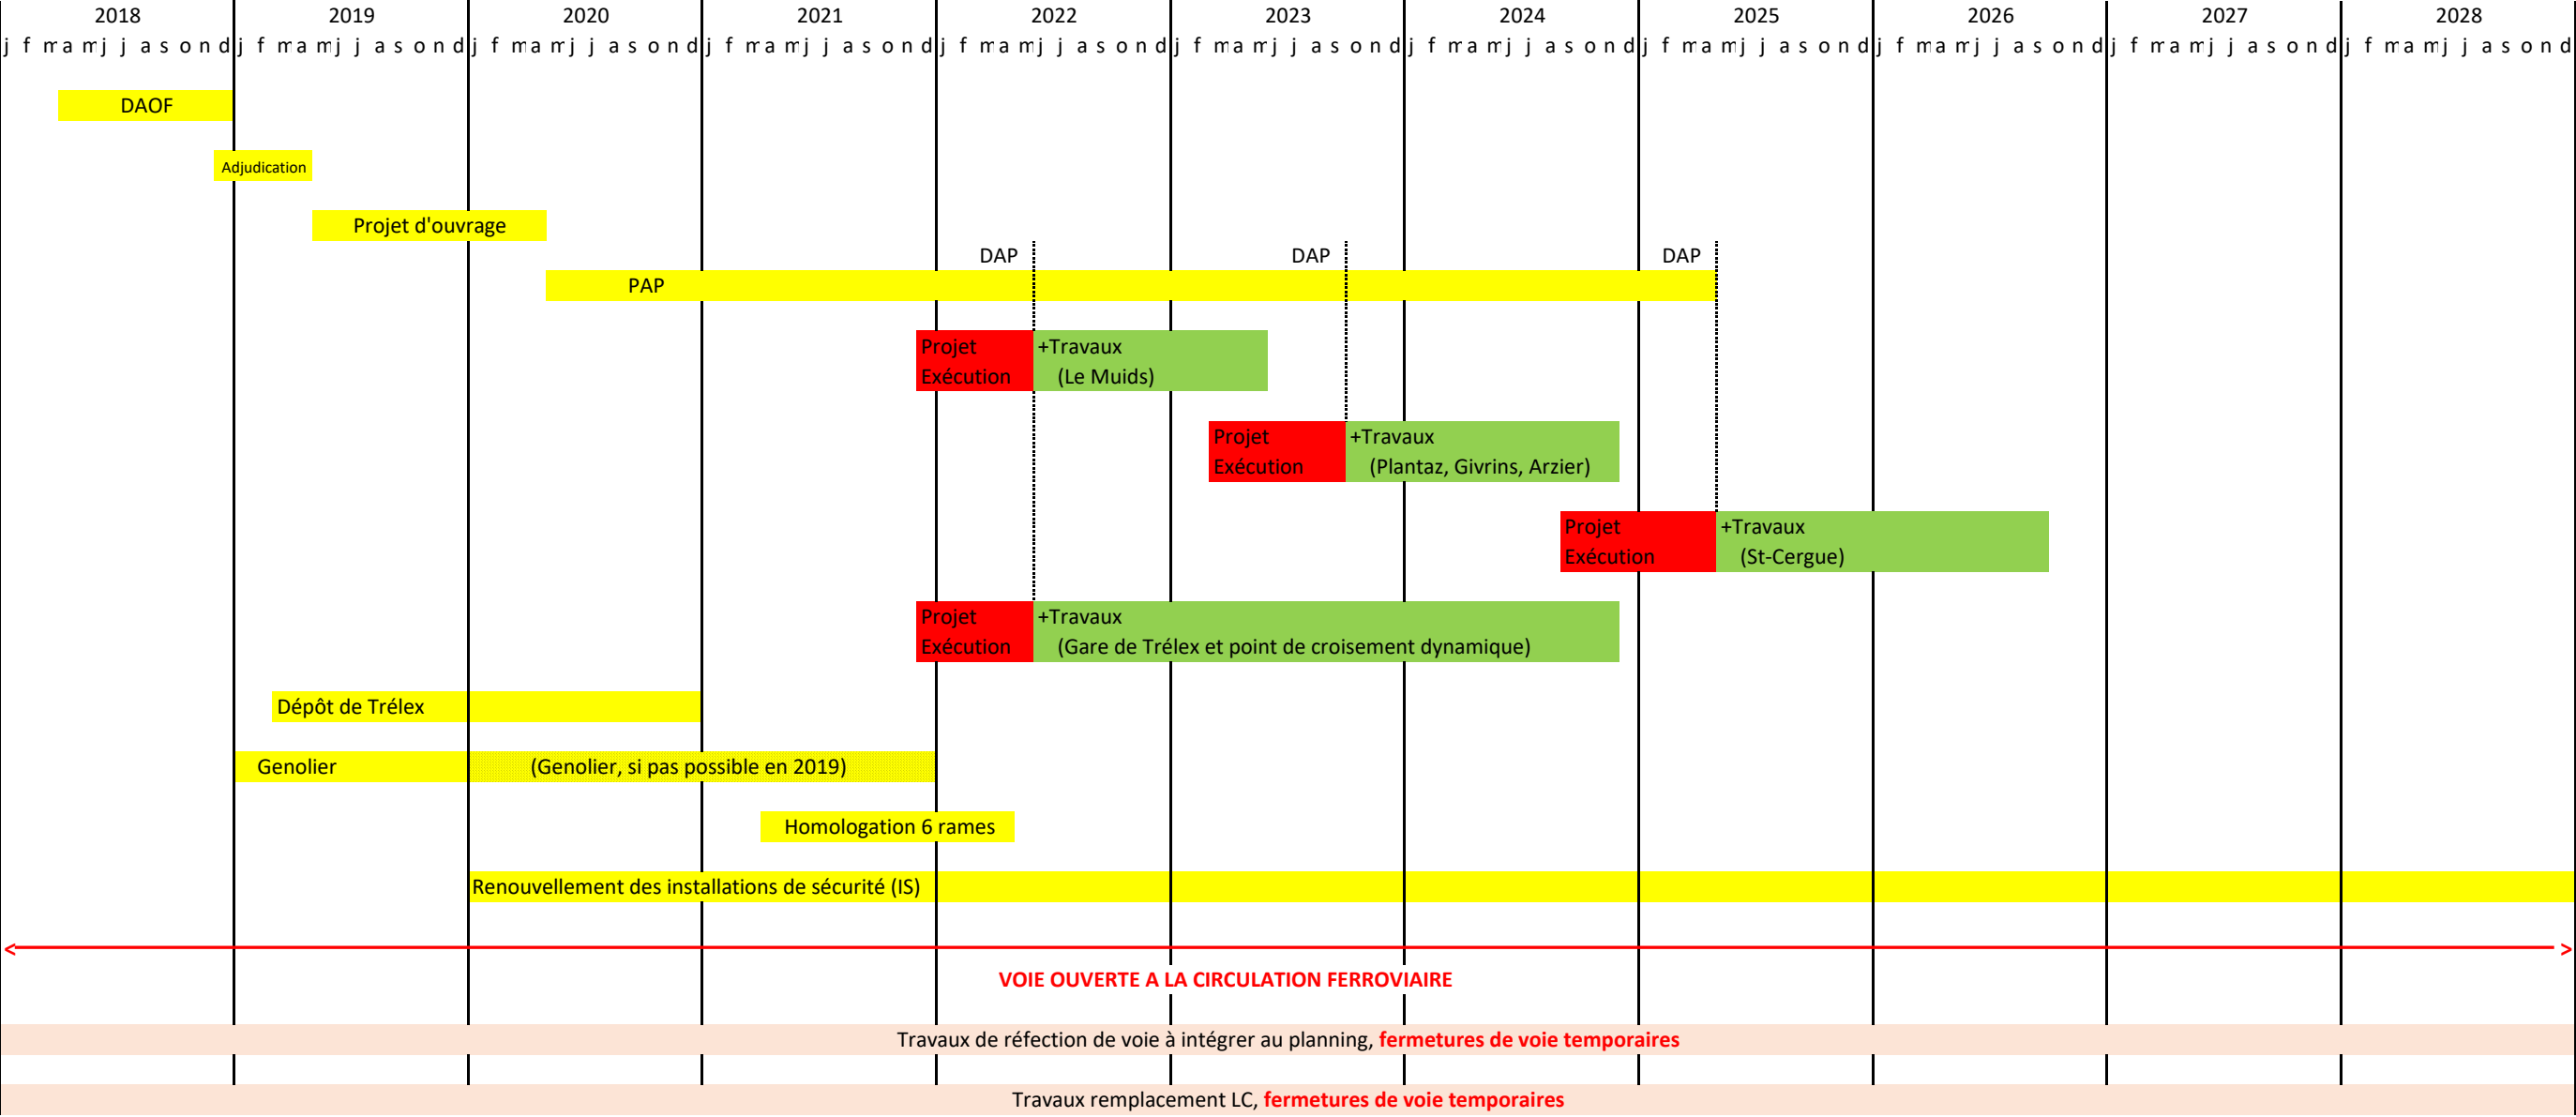 2018 2019 2020 2021 2022 2023 2024 2025 2026 2027 2028
j f m a m j j a s o n d j f m a m j j a s o n d j f m a m j j a s o n d j f m a m j j a s o n d j f m a m j j a s o n d j f m a m j j a s o n d j f m a m j j a s o n d j f m a m j j a s o n d j f m a m j j a s o n d j f m a m j j a s o n d j f m a m j j a s o n d
DAOF
Adjudication
Projet d'ouvrage
DAP DAP DAP
PAP
Projet +Travaux
Exécution (Le Muids)
Projet +Travaux
Exécution (Plantaz, Givrins, Arzier)
Projet +Travaux
Exécution (St-Cergue)
Projet +Travaux
Exécution (Gare de Trélex et point de croisement dynamique)
Dépôt de Trélex
Genolier (Genolier, si pas possible en 2019)
Homologation 6 rames
Renouvellement des installations de sécurité (IS)
VOIE OUVERTE A LA CIRCULATION FERROVIAIRE
Travaux de réfection de voie à intégrer au planning, fermetures de voie temporaires
Travaux remplacement LC, fermetures de voie temporaires